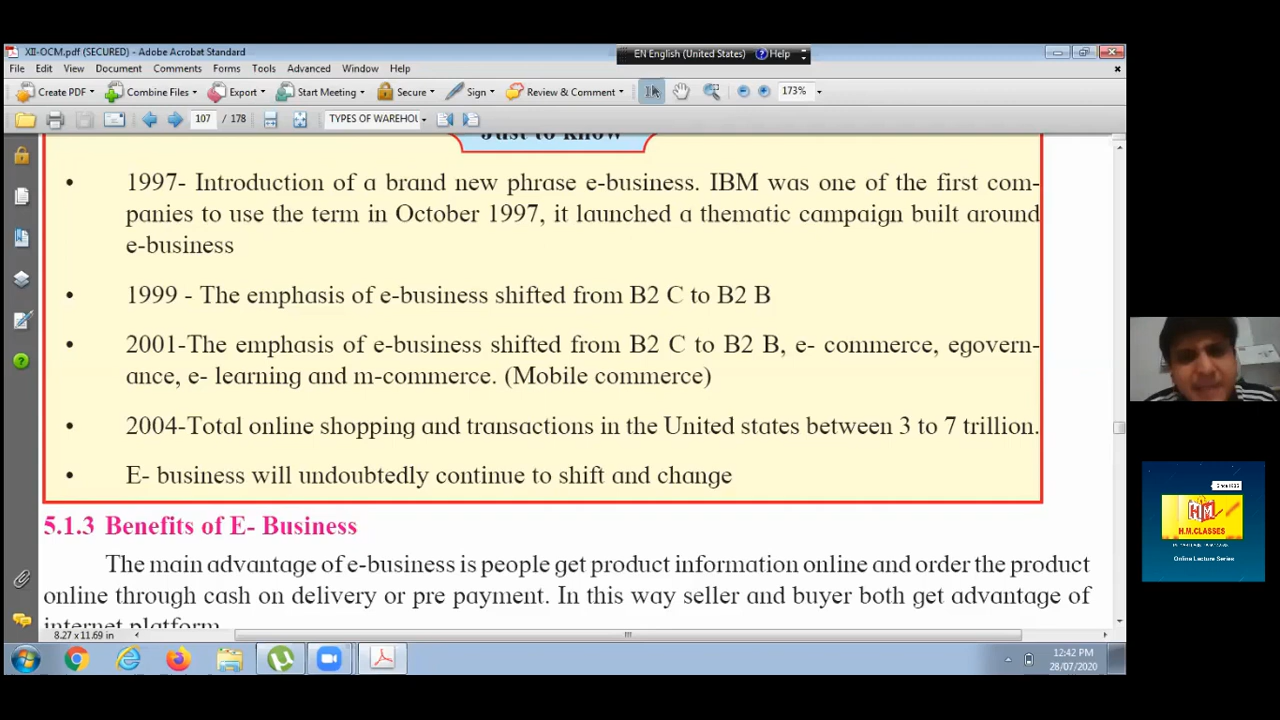 XII-OCM.pdf (SECURED) - Adobe Acrobat Standard
EN English (United States) Help
File Edit View Document Comments Forms Tools Advanced Window Help
Create PDF Combine Files Export Start Meeting Secure Sign Review & Comment 173%
107 / 178 TYPES OF WAREHOU
Just to know
• 1997- Introduction of a brand new phrase e-business. IBM was one of the first com-
panies to use the term in October 1997, it launched a thematic campaign built around
e-business
• 1999 - The emphasis of e-business shifted from B2 C to B2 B
• 2001-The emphasis of e-business shifted from B2 C to B2 B, e- commerce, egovern-
ance, e- learning and m-commerce. (Mobile commerce)
• 2004-Total online shopping and transactions in the United states between 3 to 7 trillion.
• E- business will undoubtedly continue to shift and change
5.1.3 Benefits of E- Business
The main advantage of e-business is people get product information online and order the product
online through cash on delivery or pre payment. In this way seller and buyer both get advantage of
internet platform
8.27 x 11.69 in
12:42 PM
28/07/2020
HM
H.M.CLASSES
Online Lecture Series